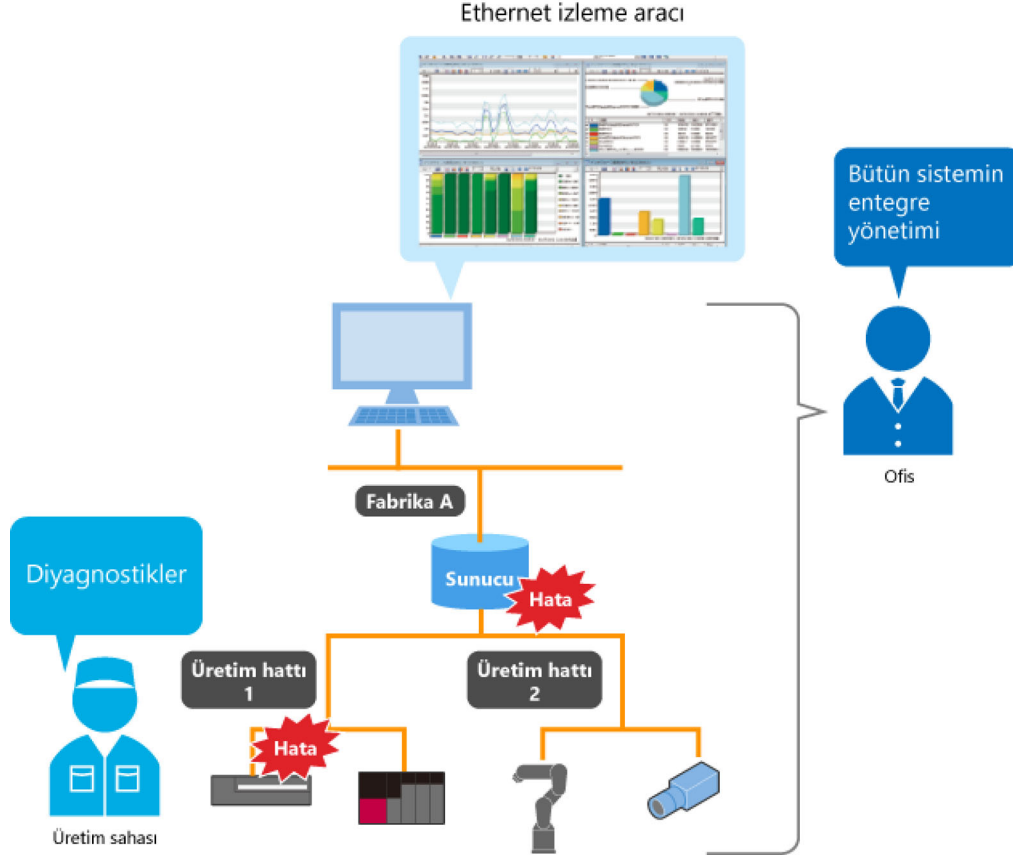 Ethernet izleme aracı
Bütün sistemin
entegre
yönetimi
Ofis
Fabrika A
Sunucu
Hata
Diyagnostikler
Üretim hattı
1
Üretim hattı
2
Hata
Üretim sahası